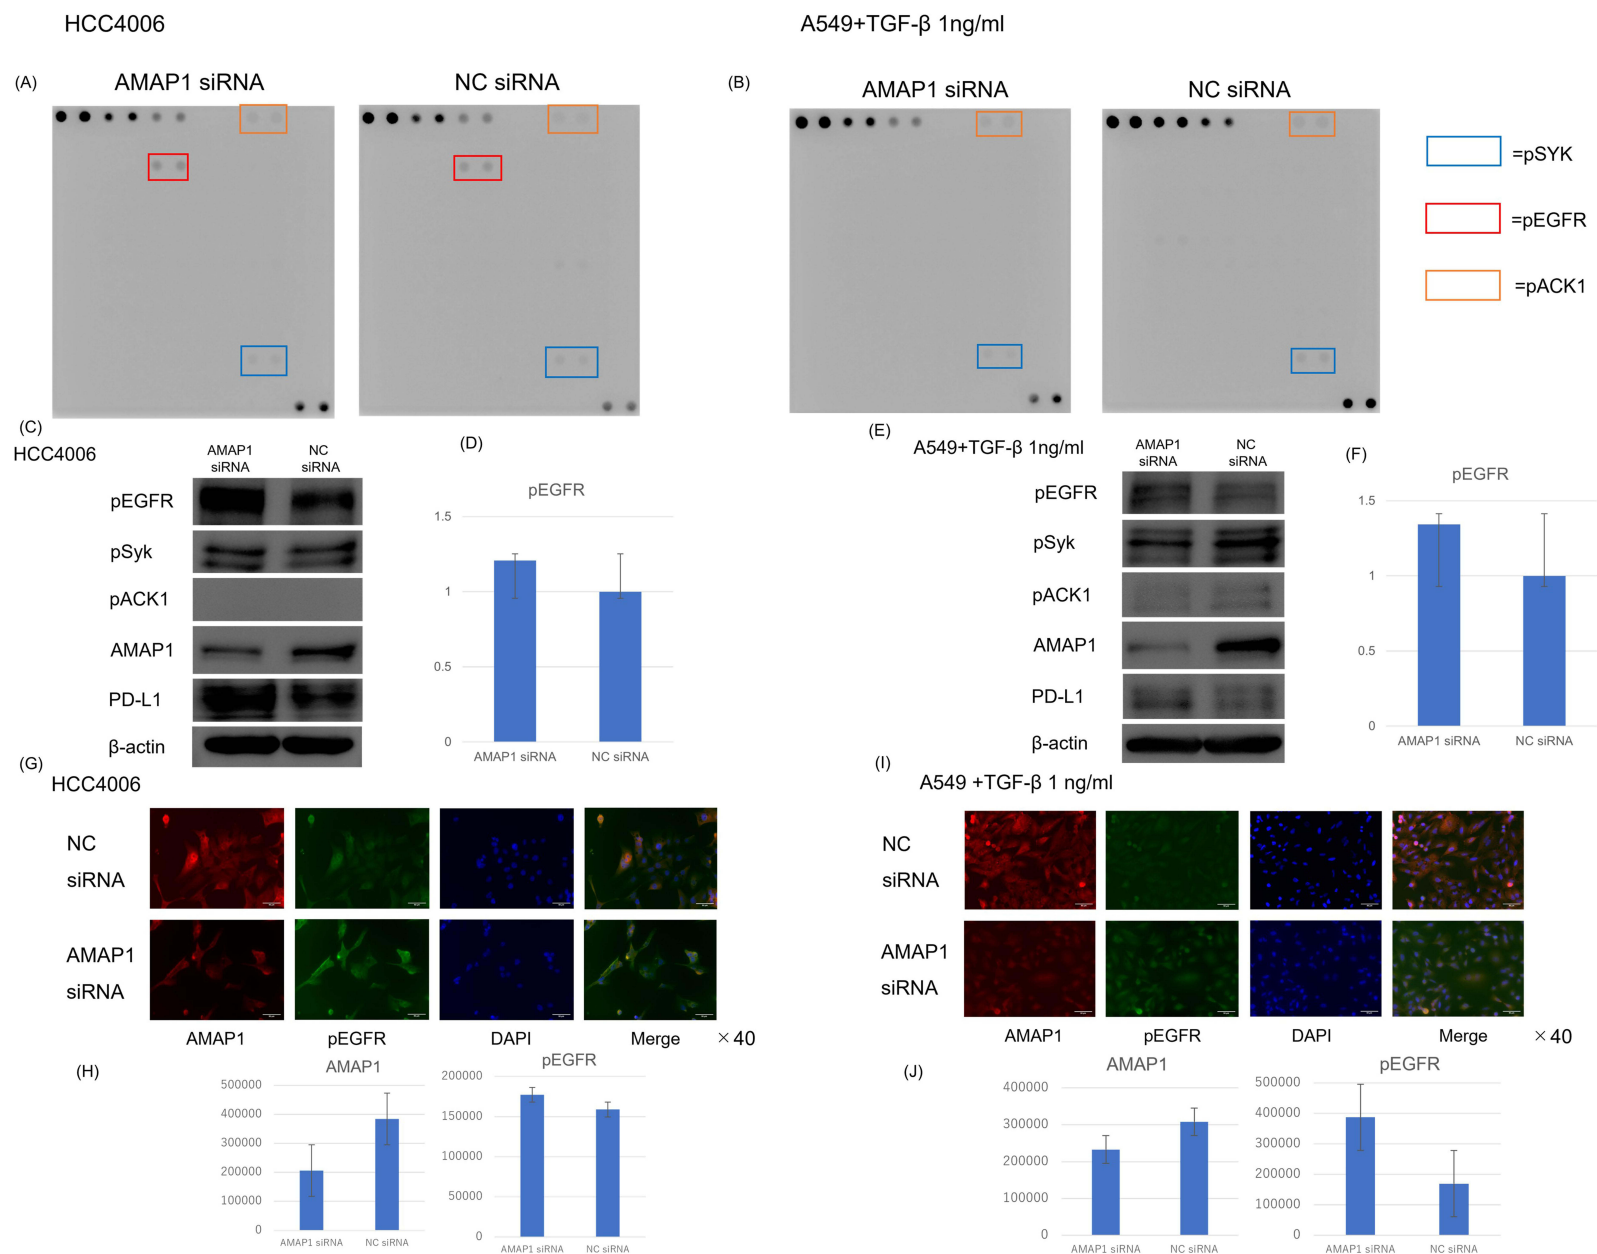 HCC4006
A549+TGF-β 1ng/ml
(A)
AMAP1 siRNA
NC siRNA
(B)
AMAP1 siRNA
NC siRNA
=pSYK
=pEGFR
=pACK1
(C)
HCC4006
AMAP1
siRNA
NC
siRNA
pEGFR
pSyk
pACK1
AMAP1
PD-L1
β-actin
(D)
pEGFR
1.5
1
0.5
0
AMAP1 siRNA
NC siRNA
(E)
A549+TGF-β 1ng/ml
AMAP1
siRNA
NC
siRNA
pEGFR
pSyk
pACK1
AMAP1
PD-L1
β-actin
(F)
pEGFR
1.5
1
0.5
0
AMAP1 siRNA
NC siRNA
(G)
HCC4006
NC
siRNA
AMAP1
siRNA
AMAP1
pEGFR
DAPI
Merge
×40
(I)
A549 +TGF-β 1 ng/ml
NC
siRNA
AMAP1
siRNA
AMAP1
pEGFR
DAPI
Merge
×40
(H)
AMAP1
500000
400000
300000
200000
100000
0
AMAP1 siRNA
NC siRNA
pEGFR
200000
150000
100000
50000
0
AMAP1 siRNA
NC siRNA
(J)
AMAP1
400000
300000
200000
100000
0
AMAP1 siRNA
NC siRNA
pEGFR
500000
400000
300000
200000
100000
0
AMAP1 siRNA
NC siRNA